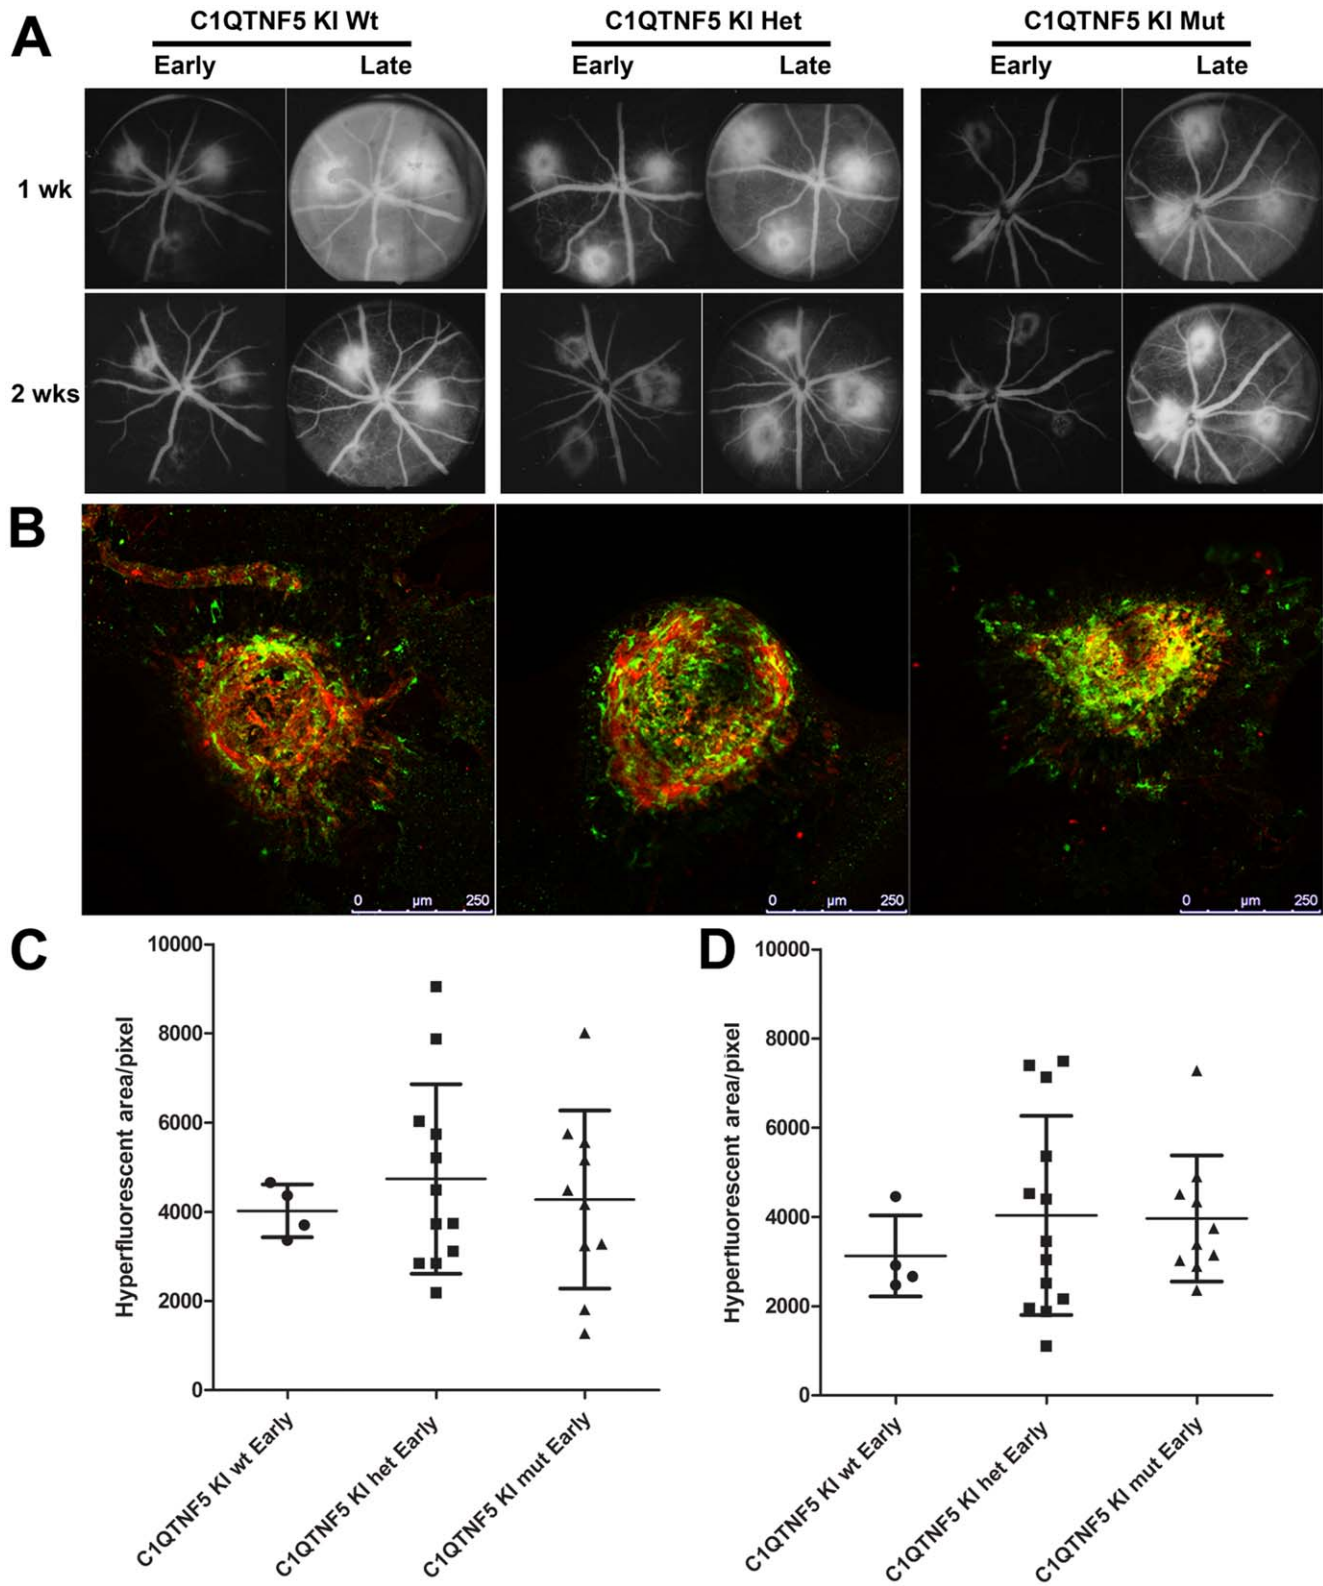 A
C1QTNF5 KI Wt
C1QTNF5 KI Het
C1QTNF5 KI Mut
Early
Late
Early
Late
Early
Late
1 wk
2 wks
B
0 µm 250
0 µm 250
0 µm 250
C
Hyperfluorescent area/pixel
10000
8000
6000
4000
2000
0
C1QTNF5 KI wt Early
C1QTNF5 KI het Early
C1QTNF5 KI mut Early
D
Hyperfluorescent area/pixel
10000
8000
6000
4000
2000
0
C1QTNF5 KI wt Early
C1QTNF5 KI het Early
C1QTNF5 KI mut Early